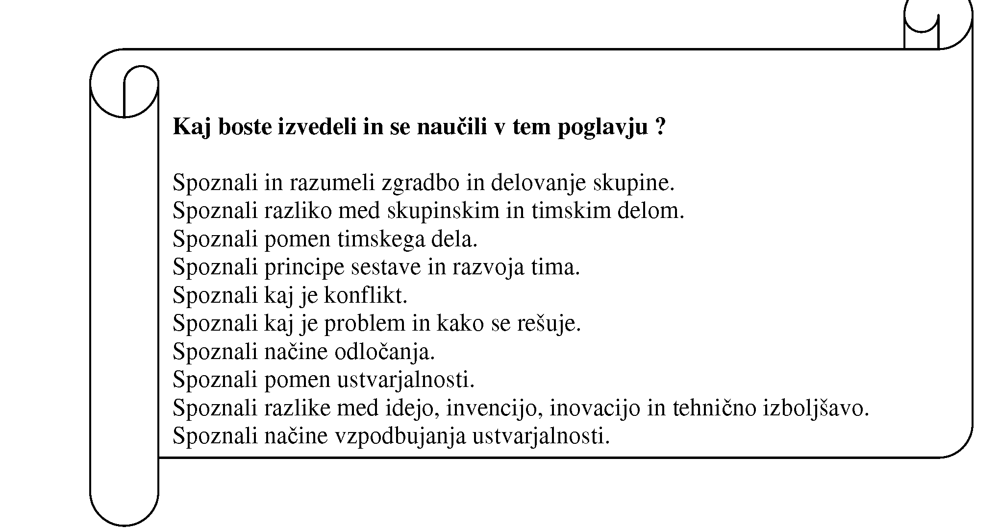 Kaj boste izvedeli in se naučili v tem poglavju ?
Spoznali in razumeli zgradbo in delovanje skupine.
Spoznali razliko med skupinskim in timskim delom.
Spoznali pomen timskega dela.
Spoznali principe sestave in razvoja tima.
Spoznali kaj je konflikt.
Spoznali kaj je problem in kako se rešuje.
Spoznali načine odločanja.
Spoznali pomen ustvarjalnosti.
Spoznali razlike med idejo, invencijo, inovacijo in tehnično izboljšavo.
Spoznali načine vzpodbujanja ustvarjalnosti.